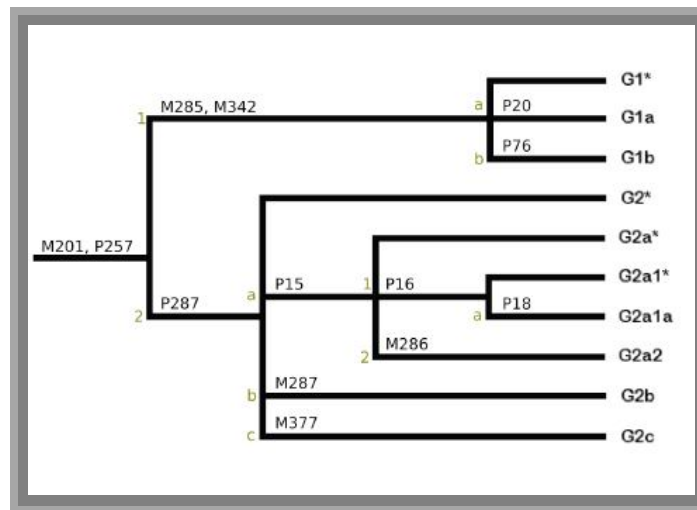 G1*
M285, M342
a
P20
G1a
1
P76
b
G1b
G2*
M201, P257
G2a*
G2a1*
P15
1
P16
a
P18
P287
2
a
G2a1a
M286
2
G2a2
M287
b
G2b
M377
c
G2c